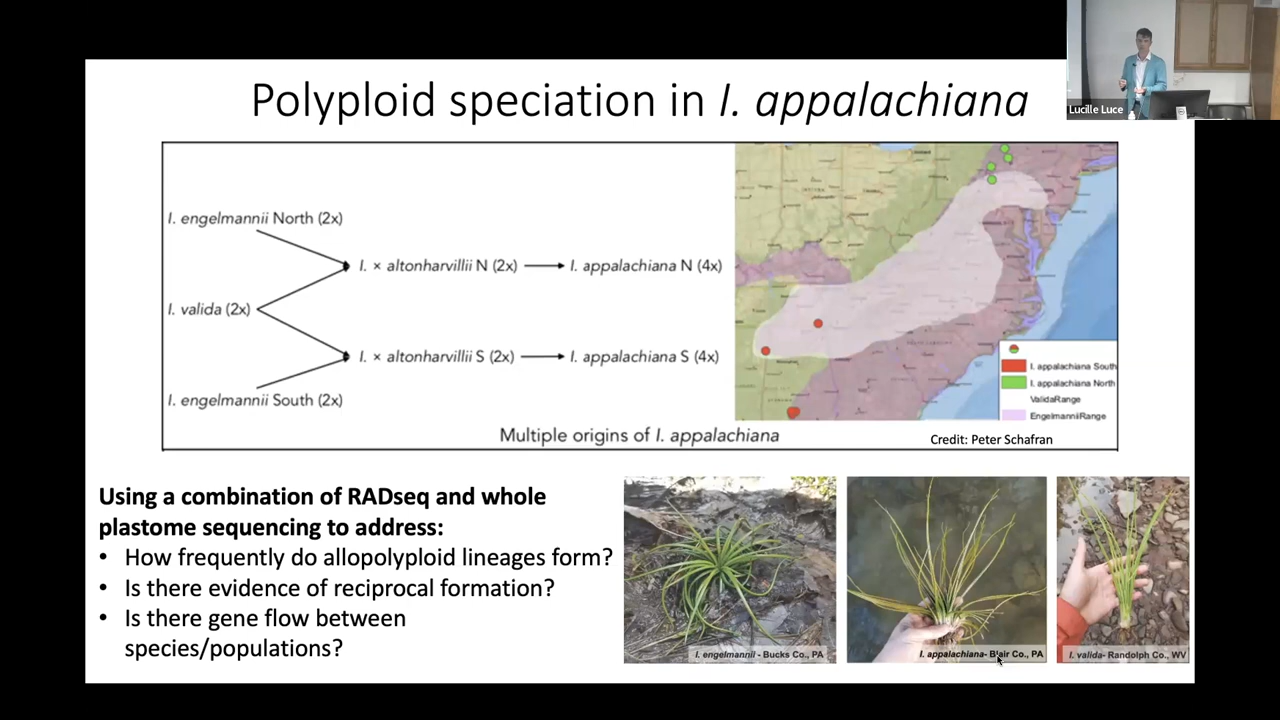 Polyploid speciation in I. appalachiana
Lucille Luce
I. engelmannii North (2x)
I. × altonharvillii N (2x)
I. appalachiana N (4x)
I. valida (2x)
I. × altonharvillii S (2x)
I. appalachiana S (4x)
I. engelmannii South (2x)
Multiple origins of I. appalachiana
I. appalachiana South
I. appalachiana North
ValidaRange
EngelmanniiRange
Credit: Peter Schafran
Using a combination of RADseq and whole
plastome sequencing to address:
• How frequently do allopolyploid lineages form?
• Is there evidence of reciprocal formation?
• Is there gene flow between
species/populations?
I. engelmannii - Bucks Co., PA
I. appalachiana- Blair Co., PA
I. valida- Randolph Co., WV